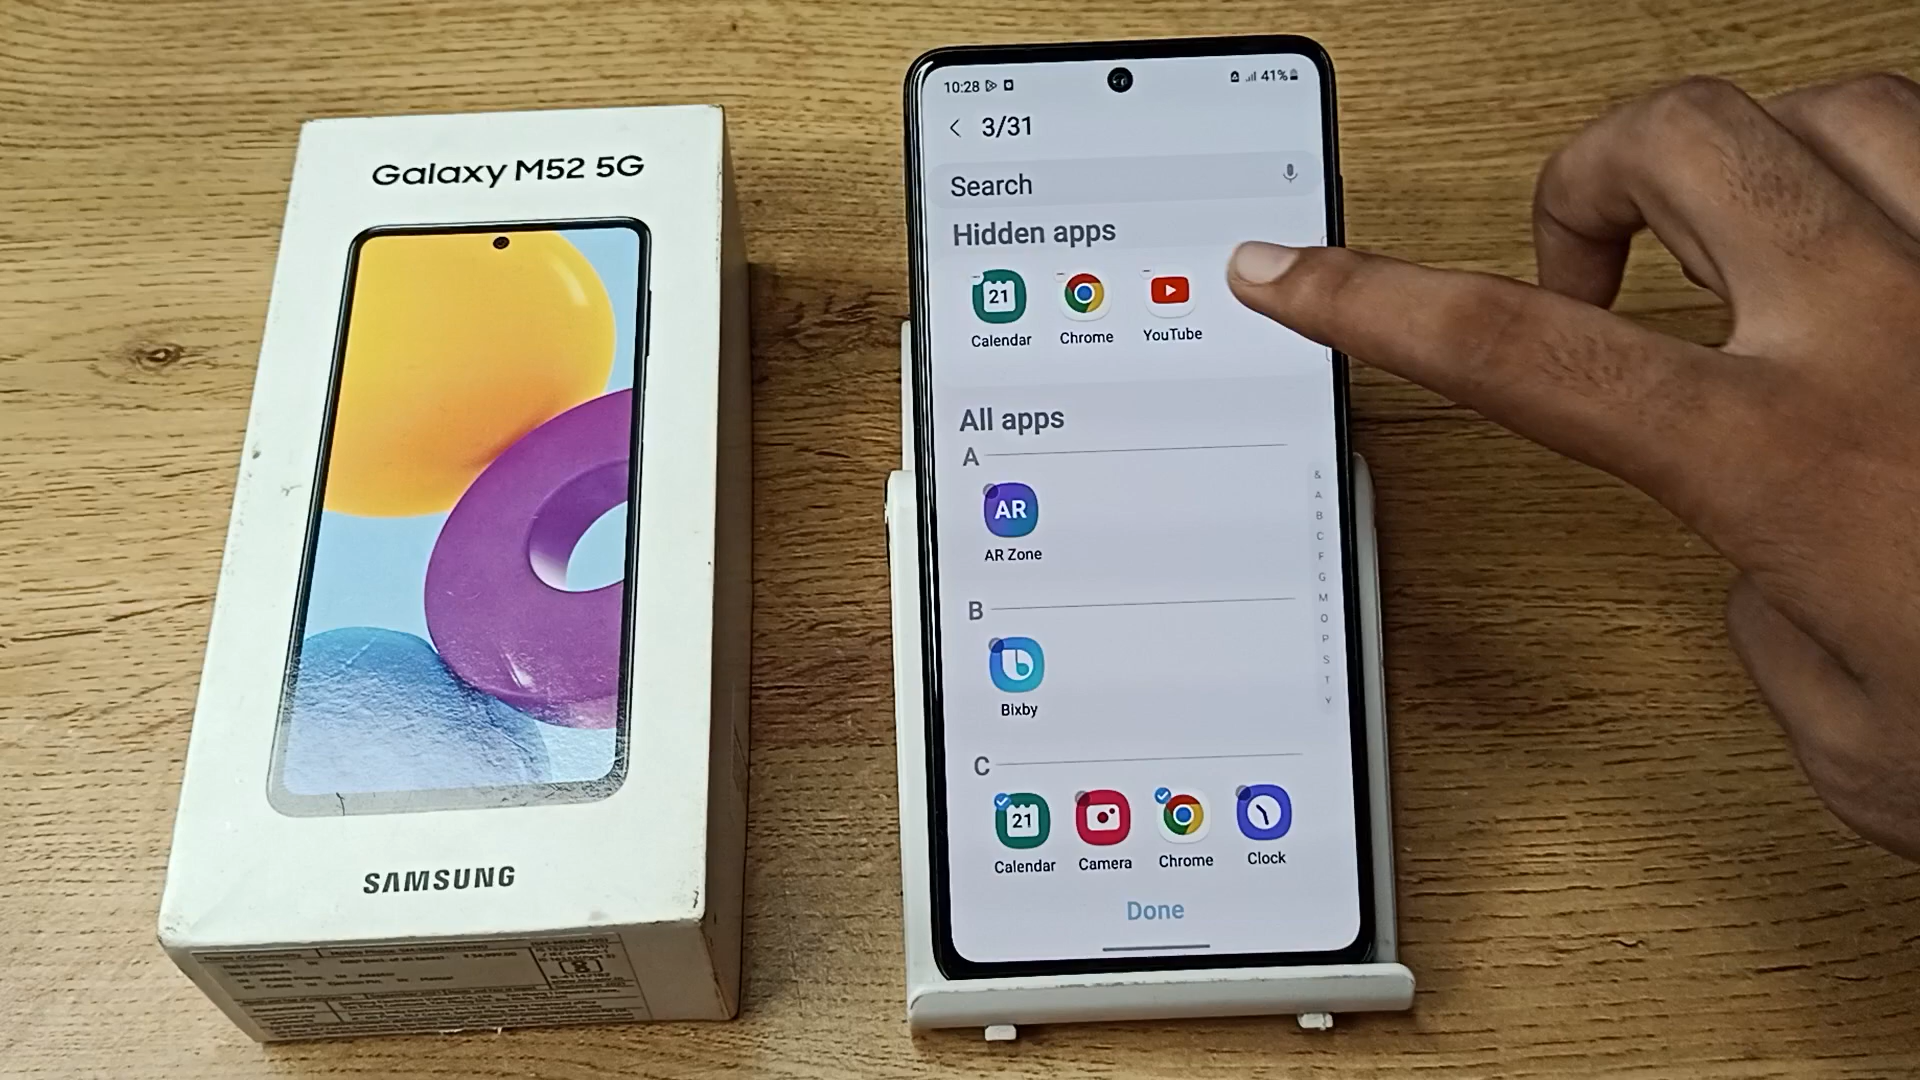 Galaxy M52 5G
SAMSUNG
10:28
41%
3/31
Search
Hidden apps
21
Calendar
Chrome
YouTube
All apps
A
AR
AR Zone
B
Bixby
C
21
Calendar
Camera
Chrome
Clock
Done
&
A
B
C
F
G
M
O
P
S
T
Y